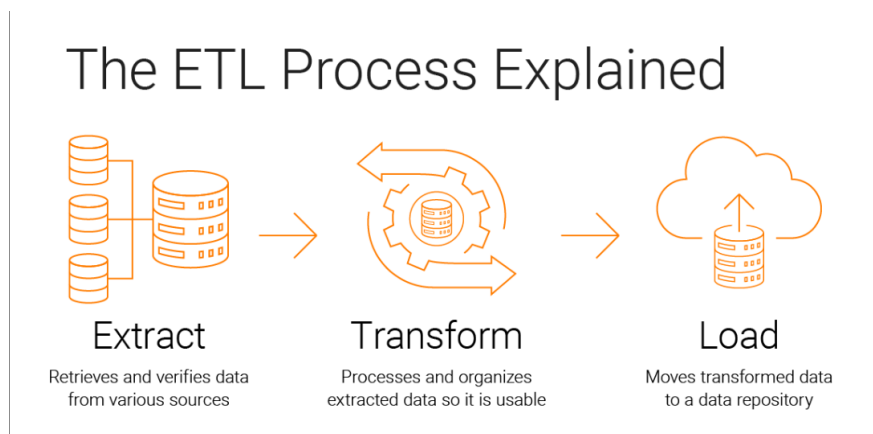 The ETL Process Explained
Extract
Retrieves and verifies data
from various sources
Transform
Processes and organizes
extracted data so it is usable
Load
Moves transformed data
to a data repository